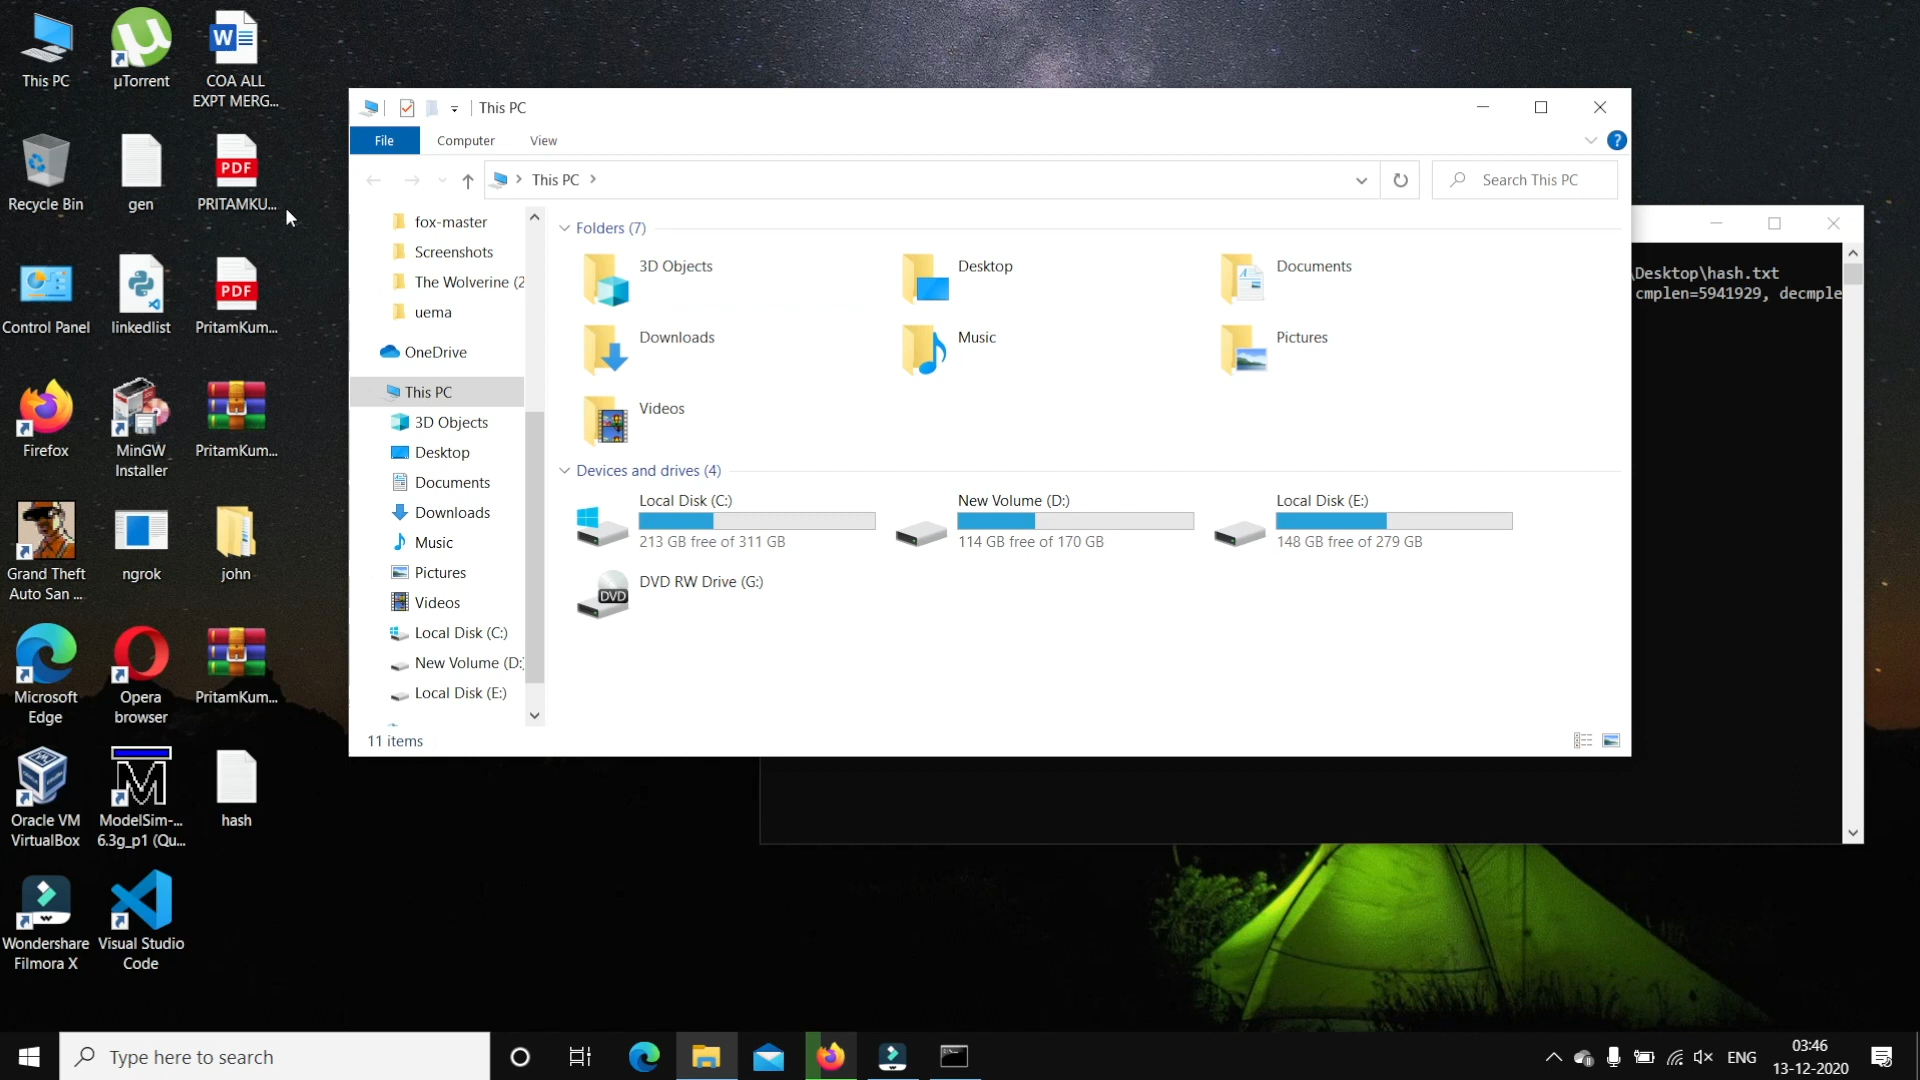 This PC
µTorrent
COA ALL
EXPT MERG...
Recycle Bin
gen
PDF
PRITAMKU...
Control Panel
linkedlist
PDF
PritamKum...
Firefox
MinGW
Installer
PritamKum...
Grand Theft
Auto San ...
ngrok
john
Microsoft
Edge
Opera
browser
PritamKum...
Oracle VM
VirtualBox
ModelSim-...
6.3g_p1 (Qu...
hash
Wondershare
Filmora X
Visual Studio
Code
This PC
File
Computer
View
This PC
Search This PC
fox-master
Screenshots
The Wolverine (2
uema
OneDrive
This PC
3D Objects
Desktop
Documents
Downloads
Music
Pictures
Videos
Local Disk (C:)
New Volume (D:)
Local Disk (E:)
Folders (7)
3D Objects
Desktop
Documents
Downloads
Music
Pictures
Videos
Devices and drives (4)
Local Disk (C:)
213 GB free of 311 GB
New Volume (D:)
114 GB free of 170 GB
Local Disk (E:)
148 GB free of 279 GB
DVD
DVD RW Drive (G:)
11 items
\Desktop\hash.txt
cmplen=5941929, decmple
Type here to search
ENG
03:46
13-12-2020